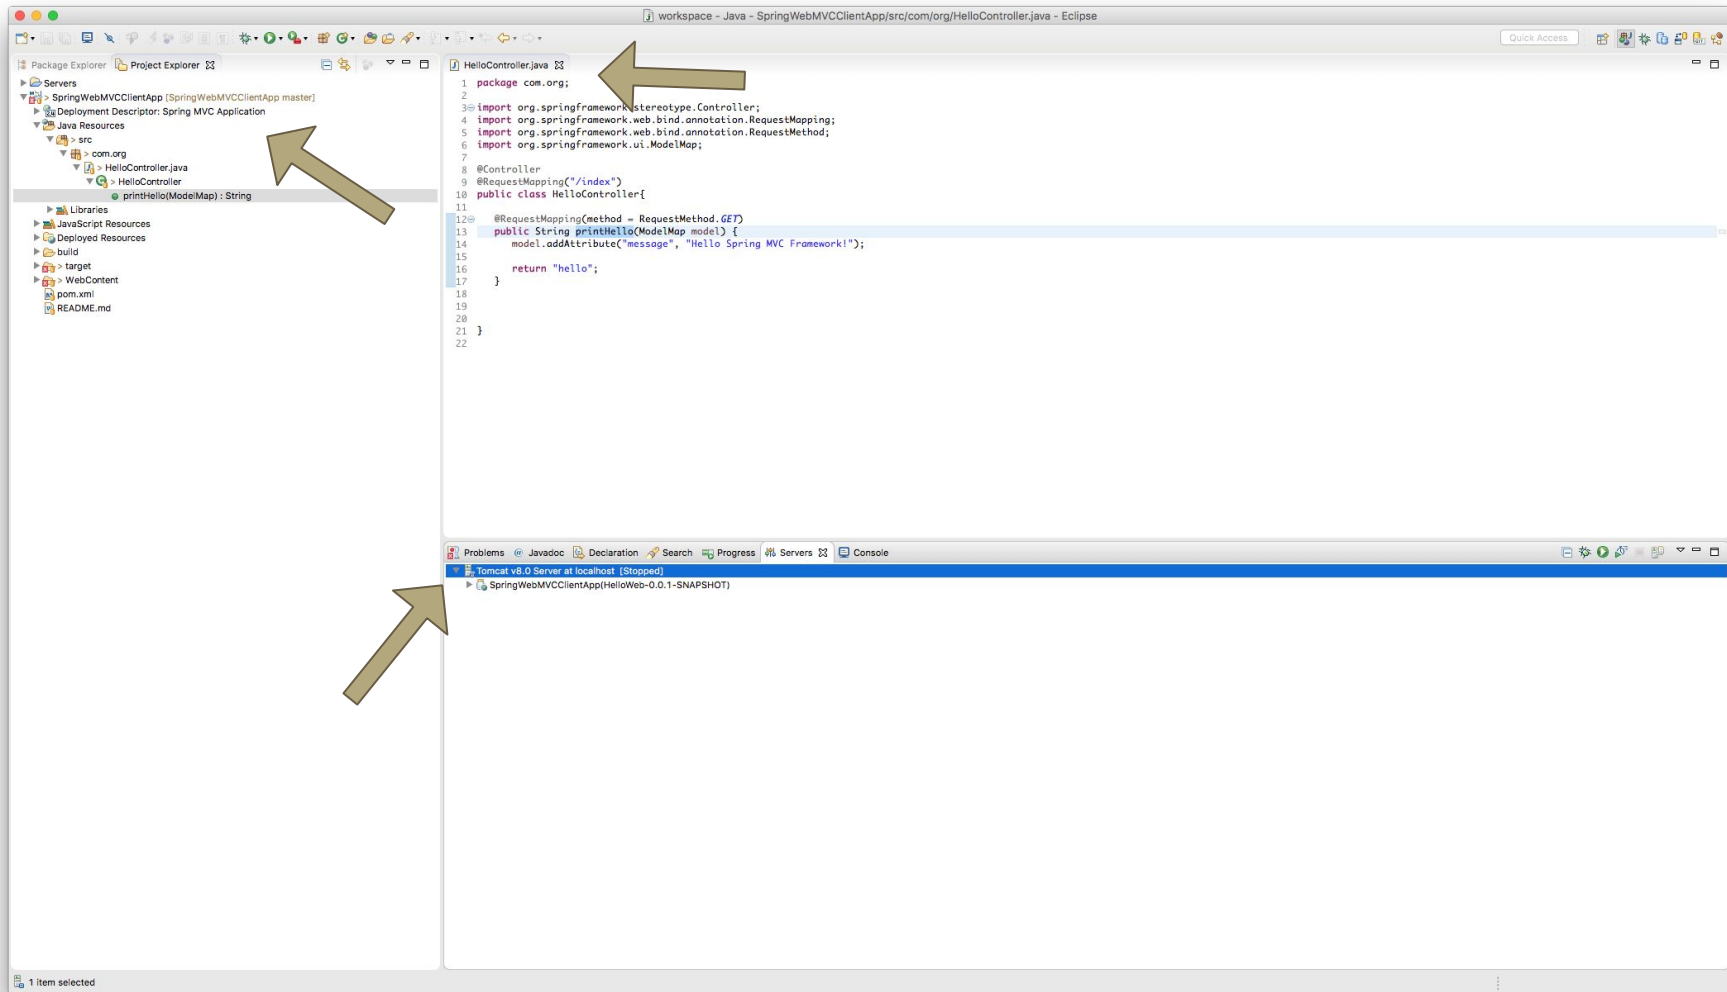 workspace - Java - SpringWebMVCClientApp/src/com/org/HelloController.java - Eclipse
Quick Access
Package Explorer Project Explorer
Servers
> SpringWebMVCClientApp [SpringWebMVCClientApp master]
Deployment Descriptor: Spring MVC Application
Java Resources
> src
> com.org
> HelloController.java
> HelloController
printHello(ModelMap) : String
Libraries
JavaScript Resources
Deployed Resources
build
> target
> WebContent
pom.xml
README.md
HelloController.java
1 package com.org;
2
3 import org.springframework.stereotype.Controller;
4 import org.springframework.web.bind.annotation.RequestMapping;
5 import org.springframework.web.bind.annotation.RequestMethod;
6 import org.springframework.ui.ModelMap;
7
8 @Controller
9 @RequestMapping("/index")
10 public class HelloController{
11
12 @RequestMapping(method = RequestMethod.GET)
13 public String printHello(ModelMap model) {
14 model.addAttribute("message", "Hello Spring MVC Framework!");
15
16 return "hello";
17 }
18
19
20
21 }
22
Problems @ Javadoc Declaration Search Progress Servers Console
Tomcat v8.0 Server at localhost [Stopped]
SpringWebMVCClientApp(HelloWeb-0.0.1-SNAPSHOT)
1 item selected